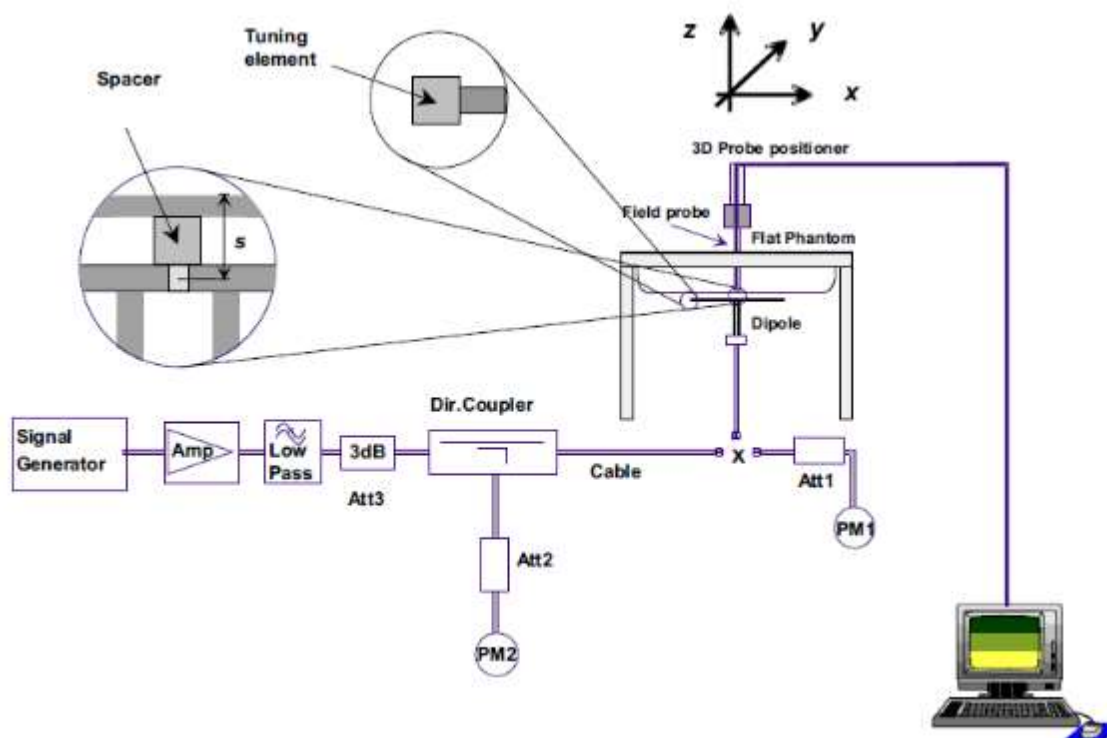 Tuning
element
Spacer
z
y
x
3D Probe positioner
Field probe
Flat Phantom
s
Dipole
Dir.Coupler
Signal
Generator
Amp
Low
Pass
3dB
Att3
Cable
X
Att1
PM1
Att2
PM2